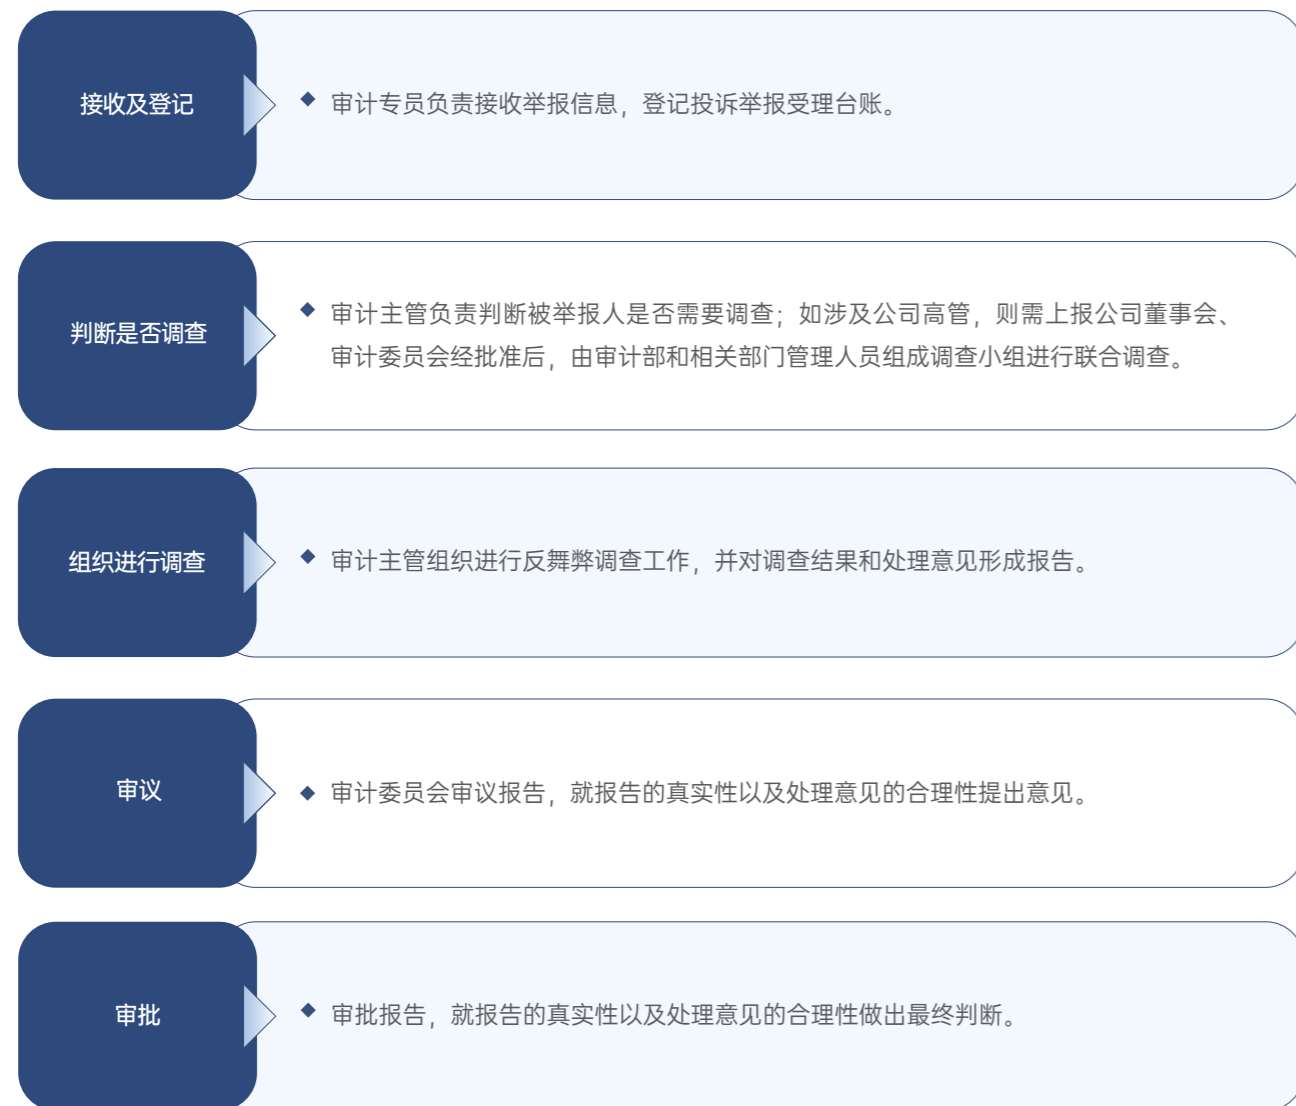 接收及登记
审计专员负责接收举报信息，登记投诉举报受理台账。
判断是否调查
审计主管负责判断被举报人是否需要调查；如涉及公司高管，则需上报公司董事会、
审计委员会经批准后，由审计部和相关部门管理人员组成调查小组进行联合调查。
组织进行调查
审计主管组织进行反舞弊调查工作，并对调查结果和处理意见形成报告。
审议
审计委员会审议报告，就报告的真实性以及处理意见的合理性提出意见。
审批
审批报告，就报告的真实性以及处理意见的合理性做出最终判断。